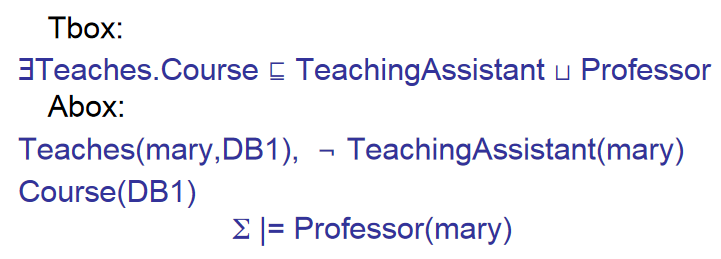 Tbox:
∃Teaches.Course ⊑ TeachingAssistant ⊔ Professor
Abox:
Teaches(mary,DB1), ¬ TeachingAssistant(mary)
Course(DB1)
Σ |= Professor(mary)